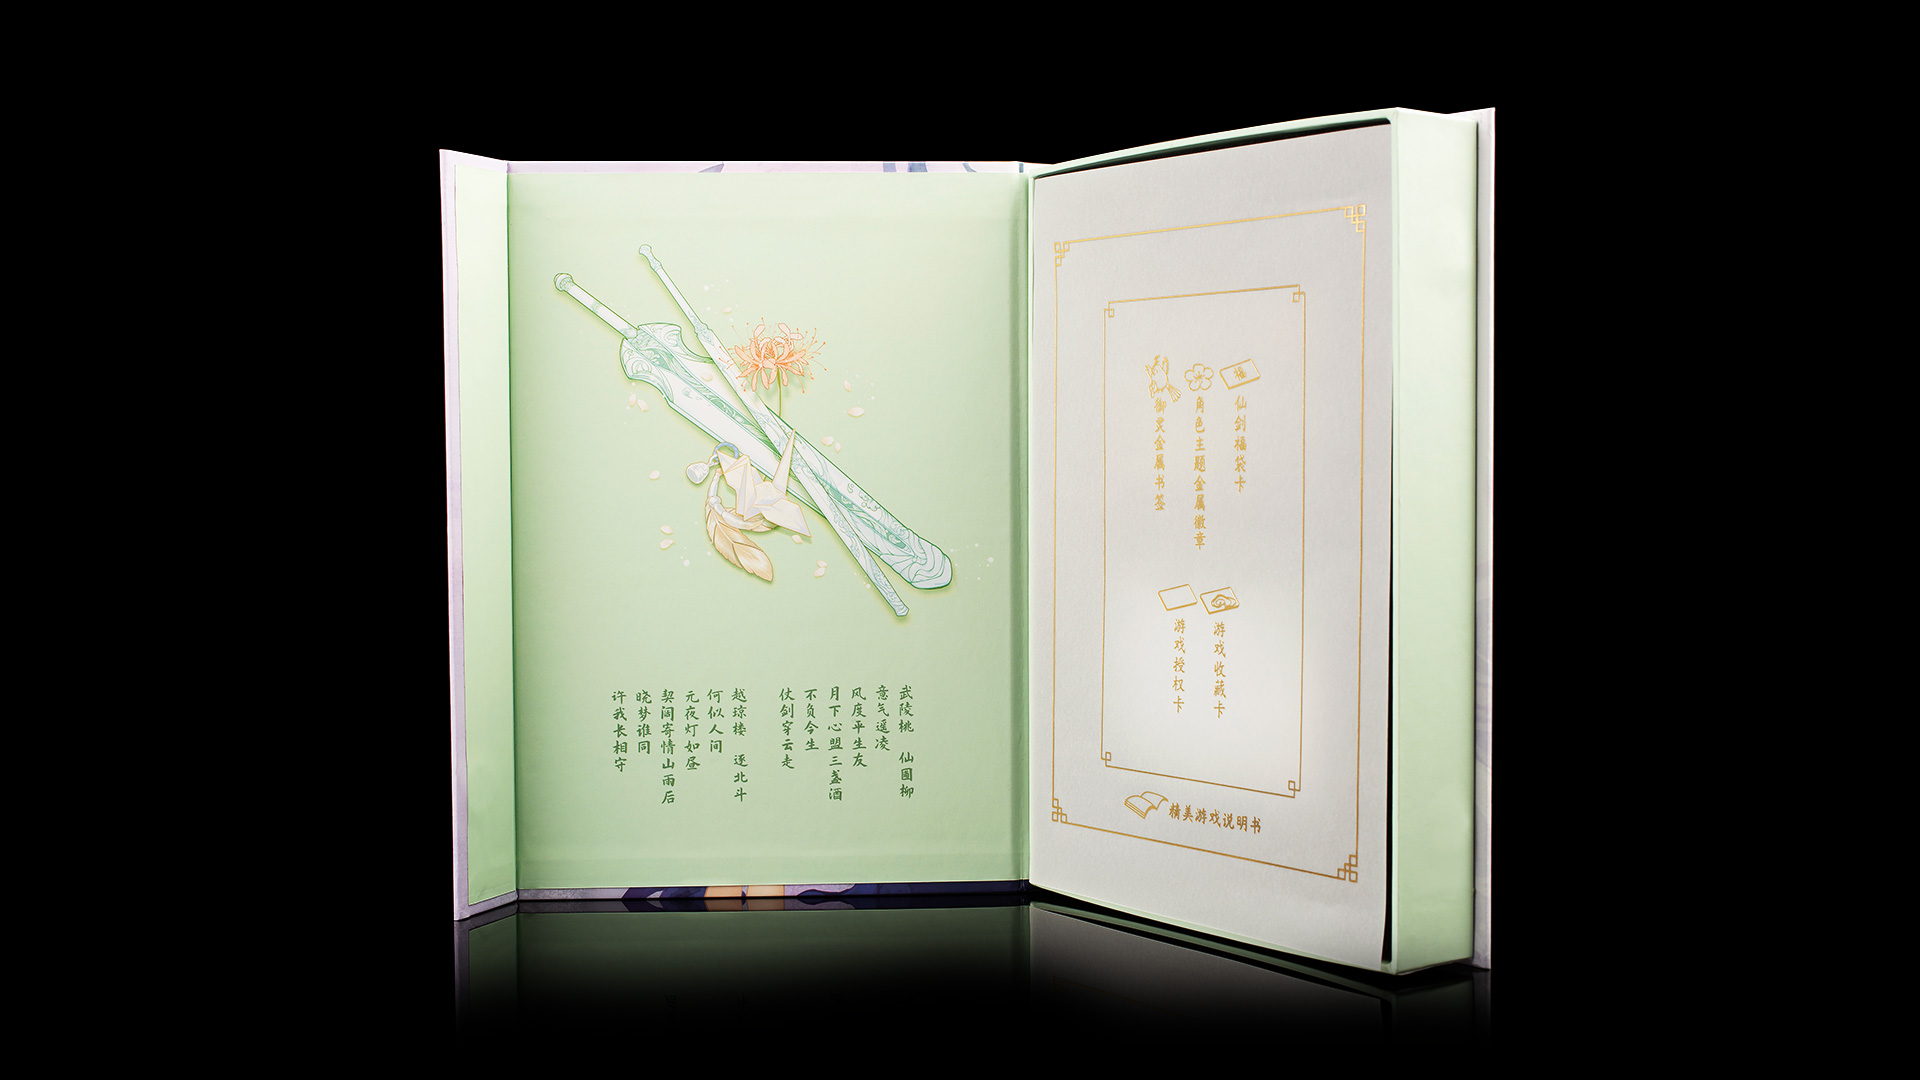 武陵桃 仙圃柳
意气遥凌
风度平生友
月下心盟三盏酒
不负今生
仗剑穿云走
越琼楼 逐北斗
何似人间
元夜灯如昼
契阔寄情山雨后
晓梦谁同
许我长相守
福
仙剑福袋卡
角色主题金属徽章
御灵金属书签
游戏收藏卡
游戏授权卡
精美游戏说明书